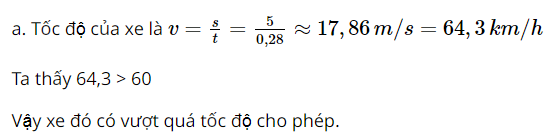 a. Tốc độ của xe là v = s/t = 5/0,28 ≈ 17,86 m/s = 64,3 km/h
Ta thấy 64,3 > 60
Vậy xe đó có vượt quá tốc độ cho phép.